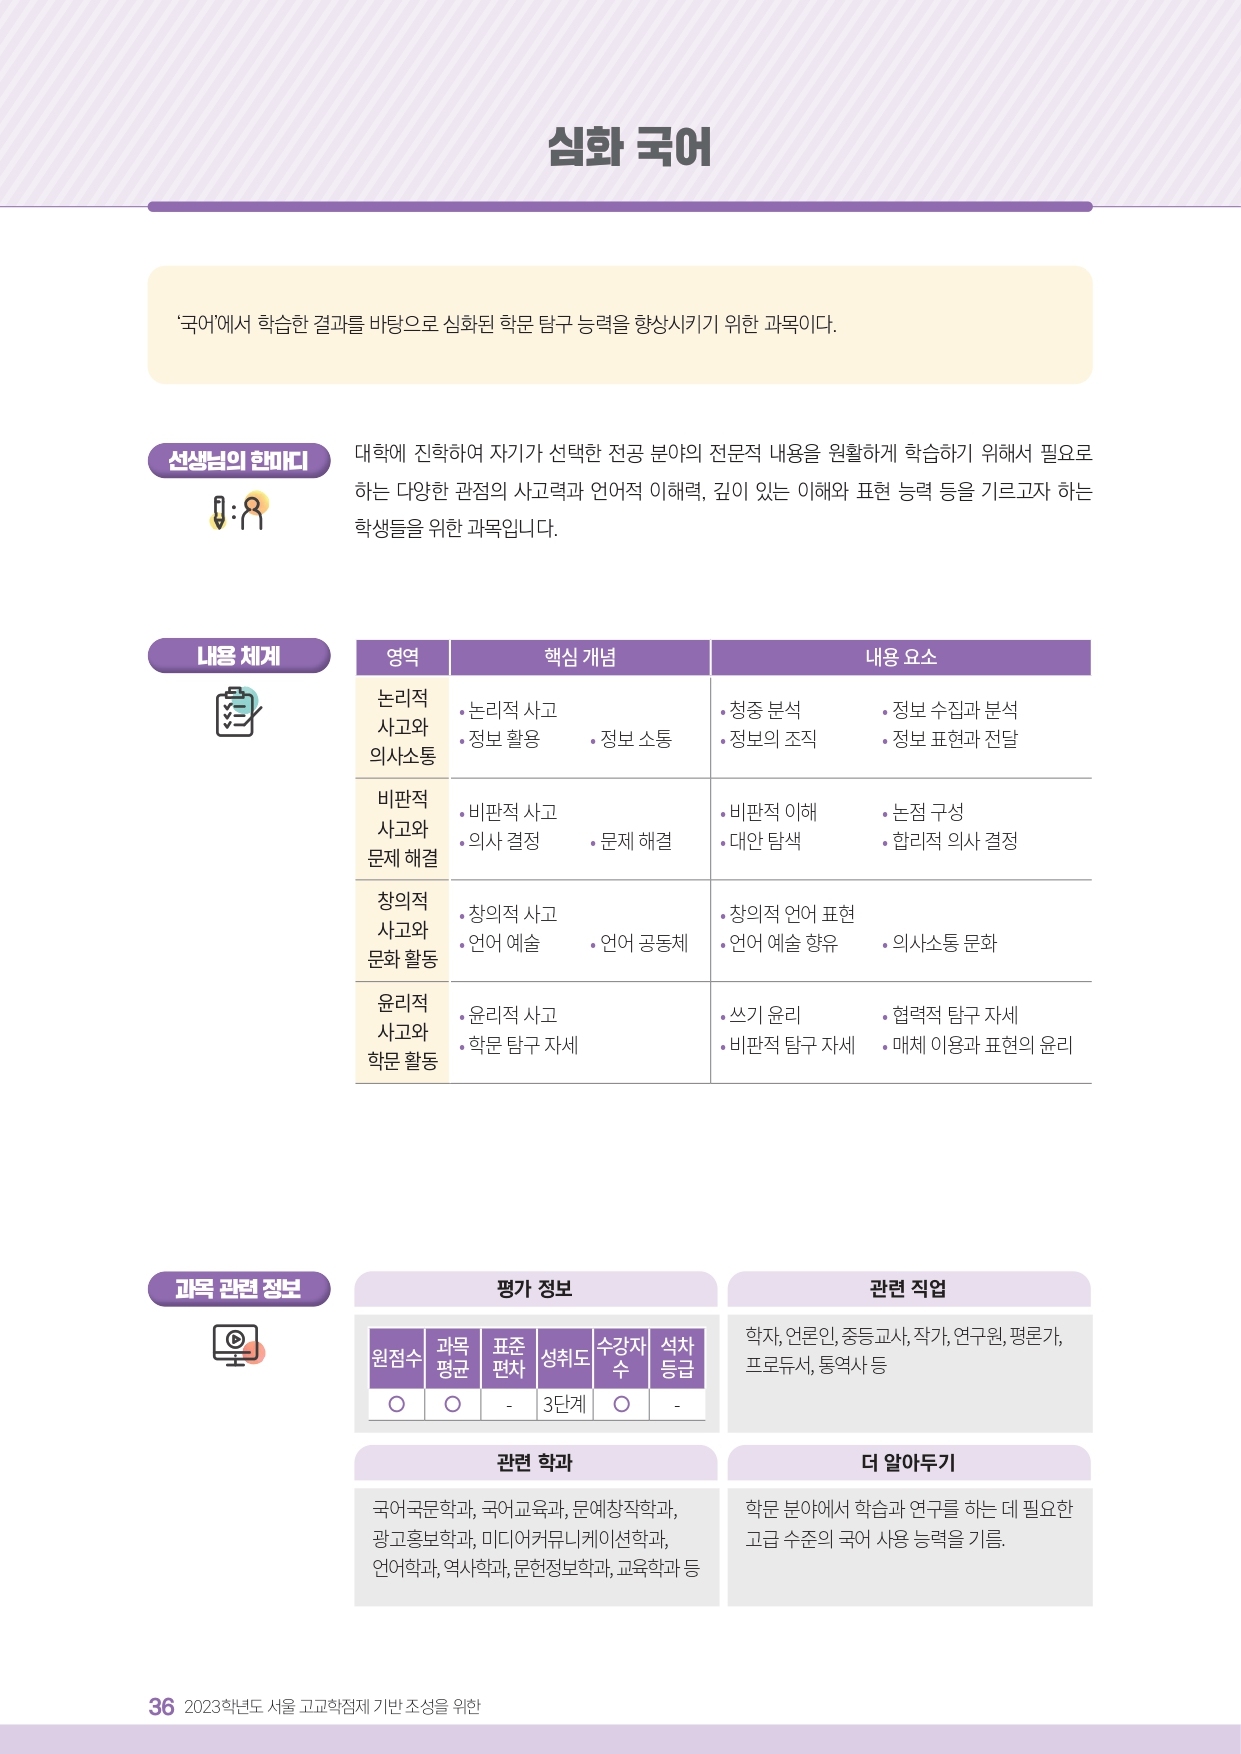 심화 국어
‘국어’에서 학습한 결과를 바탕으로 심화된 학문 탐구 능력을 향상시키기 위한 과목이다.
선생님의 한마디
대학에 진학하여 자기가 선택한 전공 분야의 전문적 내용을 원활하게 학습하기 위해서 필요로
하는 다양한 관점의 사고력과 언어적 이해력, 깊이 있는 이해와 표현 능력 등을 기르고자 하는
학생들을 위한 과목입니다.
내용 체계
영역 핵심 개념 내용 요소
논리적
사고와
의사소통
• 논리적 사고
• 정보 활용 • 정보 소통
• 청중 분석 • 정보 수집과 분석
• 정보의 조직 • 정보 표현과 전달
비판적
사고와
문제 해결
• 비판적 사고
• 의사 결정 • 문제 해결
• 비판적 이해 • 논점 구성
• 대안 탐색 • 합리적 의사 결정
창의적
사고와
문화 활동
• 창의적 사고
• 언어 예술 • 언어 공동체
• 창의적 언어 표현
• 언어 예술 향유 • 의사소통 문화
윤리적
사고와
학문 활동
• 윤리적 사고
• 학문 탐구 자세
• 쓰기 윤리 • 협력적 탐구 자세
• 비판적 탐구 자세 • 매체 이용과 표현의 윤리
과목 관련 정보
평가 정보
원점수 과목 평균 표준 편차 성취도 수강자 수 석차 등급
○ ○ - 3단계 ○ -
관련 직업
학자, 언론인, 중등교사, 작가, 연구원, 평론가,
프로듀서, 통역사 등
관련 학과
국어국문학과, 국어교육과, 문예창작학과,
광고홍보학과, 미디어커뮤니케이션학과,
언어학과, 역사학과, 문헌정보학과, 교육학과 등
더 알아두기
학문 분야에서 학습과 연구를 하는 데 필요한
고급 수준의 국어 사용 능력을 기름.
36 2023학년도 서울 고교학점제 기반 조성을 위한